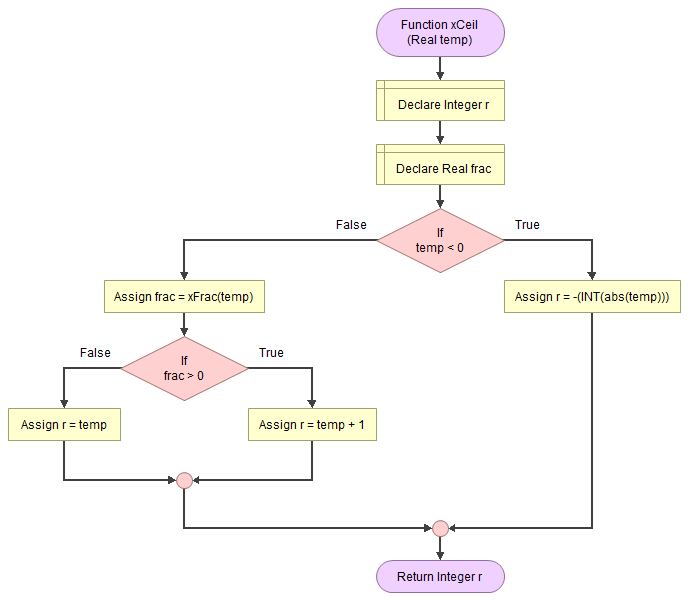 Function xCeil
(Real temp)
Declare Integer r
Declare Real frac
False
If
temp < 0
True
Assign frac = xFrac(temp)
Assign r = -(INT(abs(temp)))
False
If
frac > 0
True
Assign r = temp
Assign r = temp + 1
Return Integer r